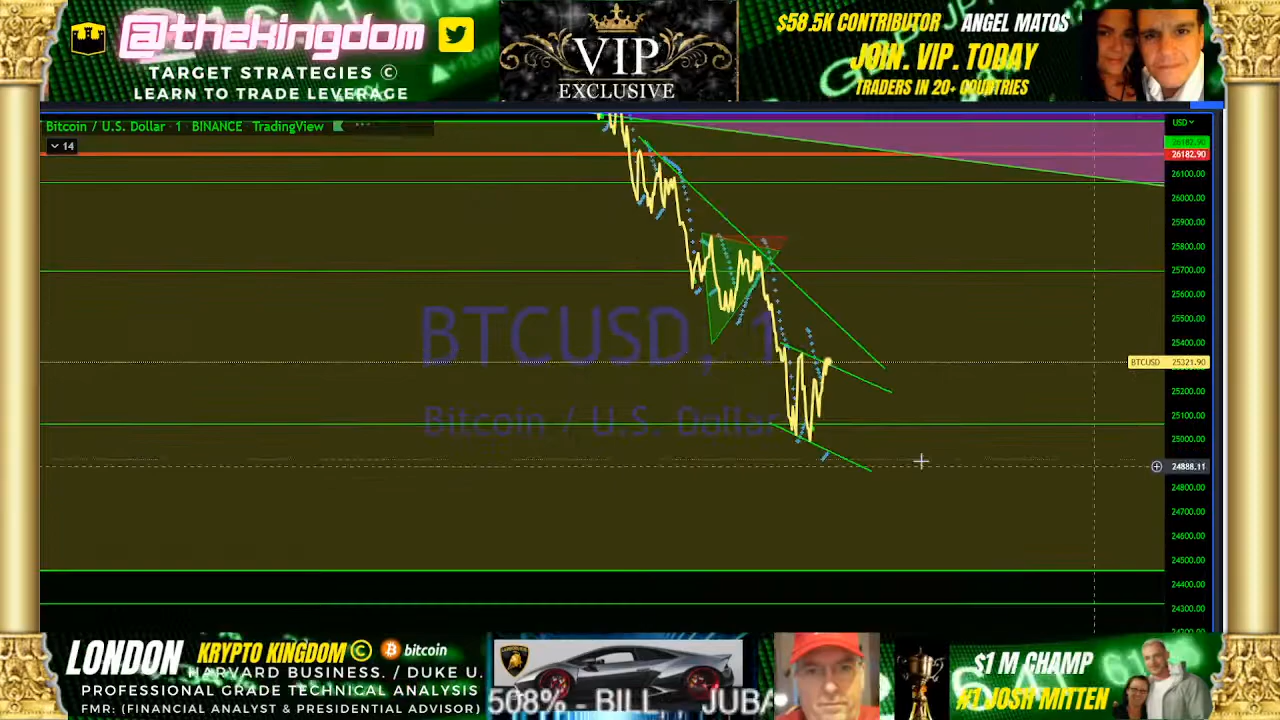 @thekingdom
TARGET STRATEGIES ©
LEARN TO TRADE LEVERAGE
VIP
EXCLUSIVE
$58.5K CONTRIBUTOR ANGEL MATOS
JOIN. VIP. TODAY
TRADERS IN 20+ COUNTRIES
Bitcoin / U.S. Dollar · 1 · BINANCE TradingView
14
USD
26182.90
26182.90
26100.00
26000.00
25900.00
25800.00
25700.00
25600.00
25500.00
25400.00
BTCUSD 25321.90
25200.00
25100.00
25000.00
24888.11
24800.00
24700.00
24600.00
24500.00
24400.00
24300.00
BTCUSD, 1
Bitcoin / U.S. Dollar
LONDON KRYPTO KINGDOM © bitcoin
HARVARD BUSINESS. / DUKE U.
PROFESSIONAL GRADE TECHNICAL ANALYSIS
FMR: (FINANCIAL ANALYST & PRESIDENTIAL ADVISOR)
508% - BILL JUBA
$1 M CHAMP
#1 JOSH MITTEN